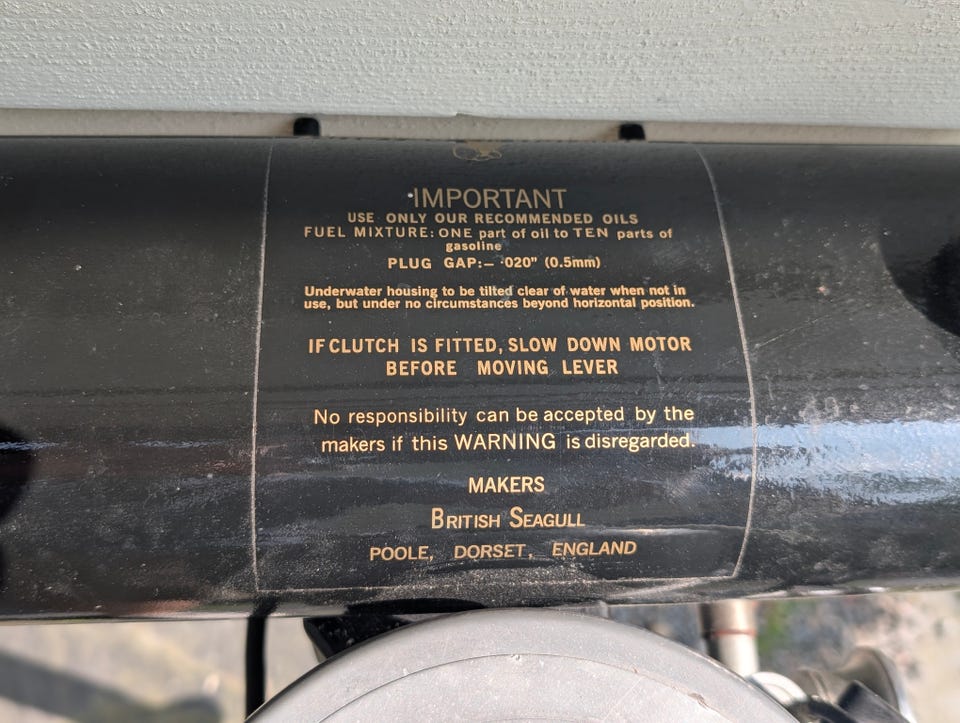 IMPORTANT
USE ONLY OUR RECOMMENDED OILS
FUEL MIXTURE: ONE part of oil to TEN parts of
gasoline
PLUG GAP:– ·020" (0.5mm)
Underwater housing to be tilted clear of water when not in
use, but under no circumstances beyond horizontal position.
IF CLUTCH IS FITTED, SLOW DOWN MOTOR
BEFORE MOVING LEVER
No responsibility can be accepted by the
makers if this WARNING is disregarded.
MAKERS
BRITISH SEAGULL
POOLE, DORSET, ENGLAND